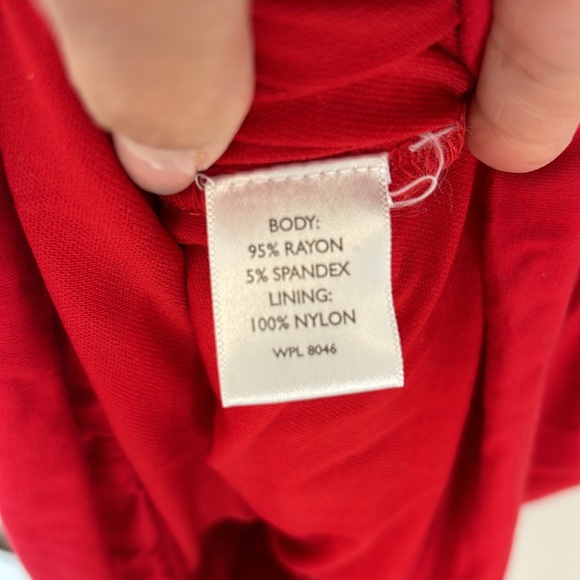 BODY:
95% RAYON
5% SPANDEX
LINING:
100% NYLON
WPL 8046